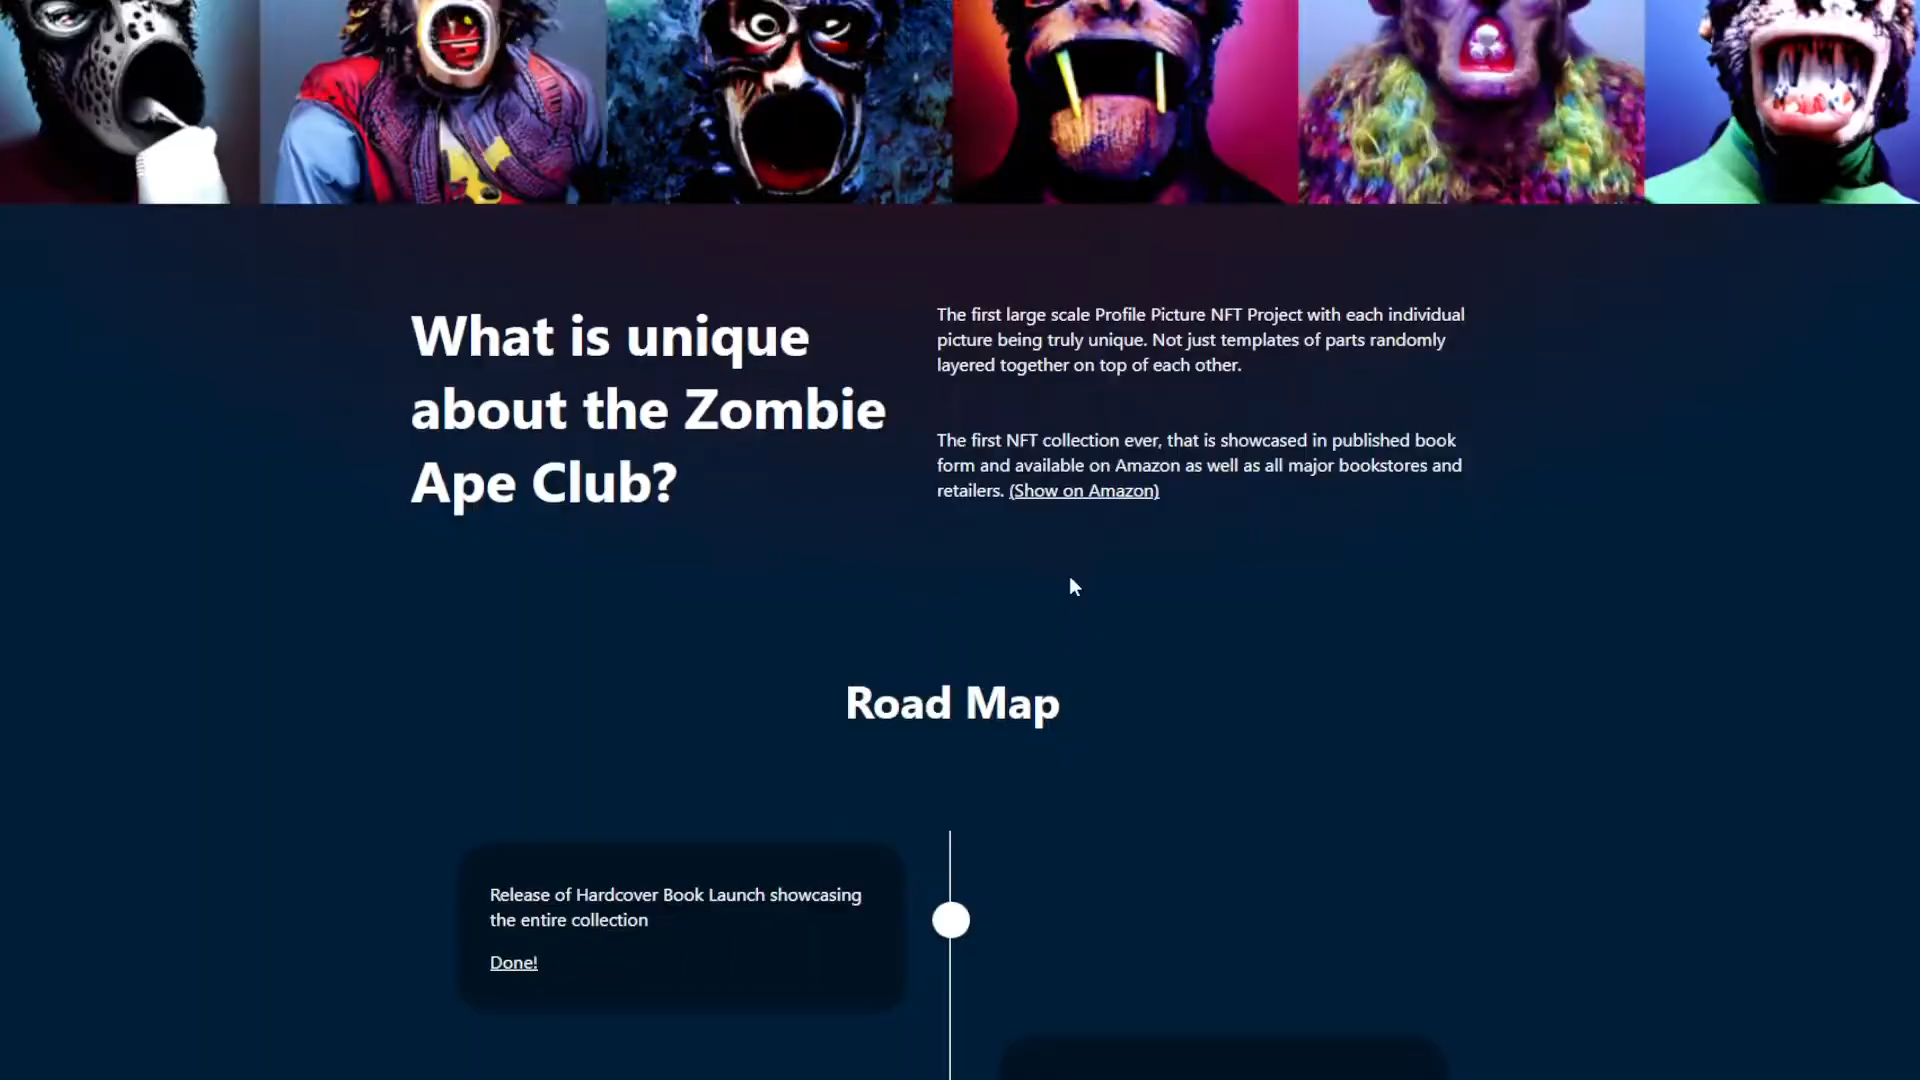 What is unique
about the Zombie
Ape Club?
The first large scale Profile Picture NFT Project with each individual
picture being truly unique. Not just templates of parts randomly
layered together on top of each other.
The first NFT collection ever, that is showcased in published book
form and available on Amazon as well as all major bookstores and
retailers. (Show on Amazon)
Road Map
Release of Hardcover Book Launch showcasing
the entire collection
Done!